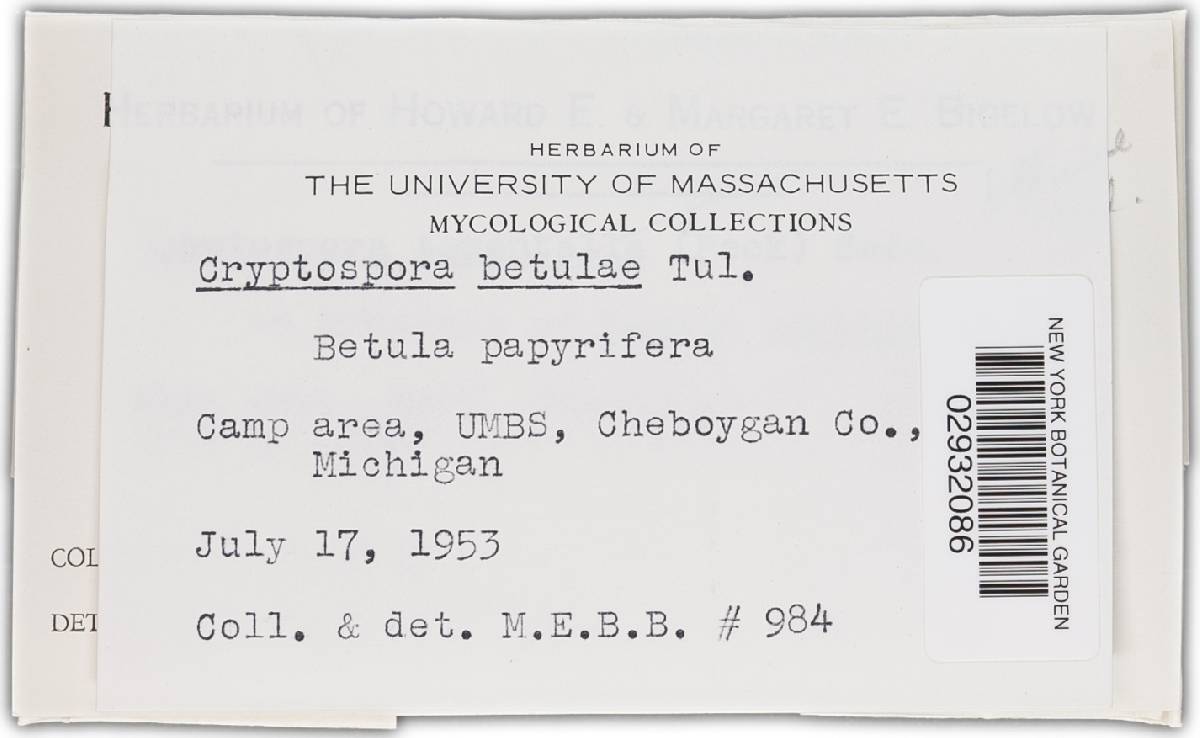 HERBARIUM OF HOWARD E. & MARGARET E. BIGELOW
HERBARIUM OF
THE UNIVERSITY OF MASSACHUSETTS
MYCOLOGICAL COLLECTIONS
Cryptospora betulae Tul.
Betula papyrifera
Camp area, UMBS, Cheboygan Co.,
Michigan
July 17, 1953
Coll. & det. M.E.B.B. # 984
COL
DET
NEW YORK BOTANICAL GARDEN
02932086